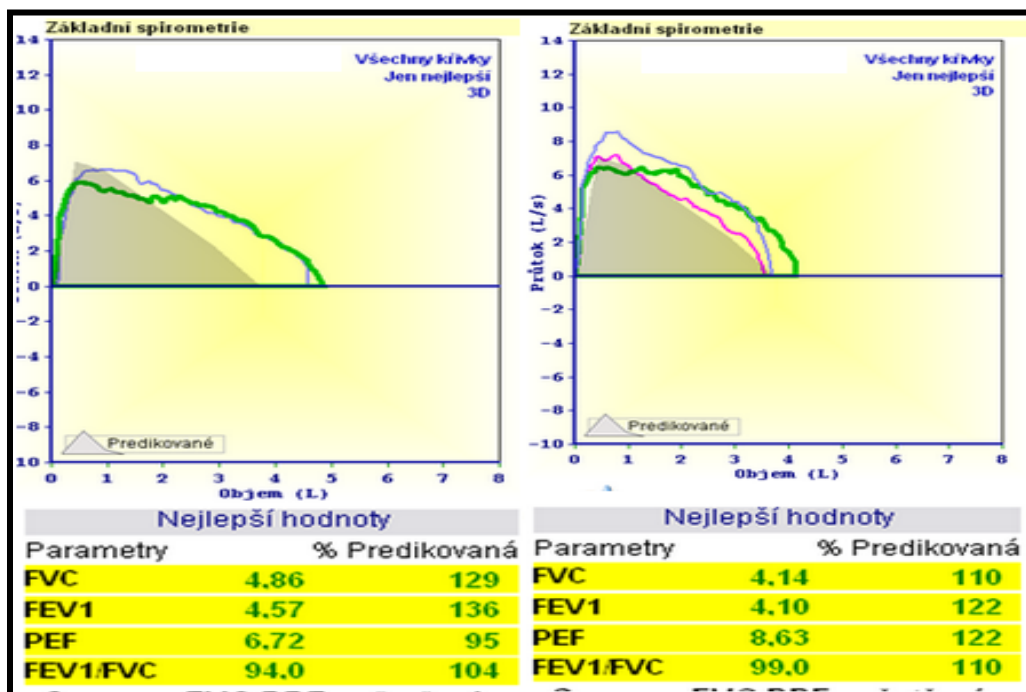 Základní spirometrie
Všechny křivky
Jen nejlepší
3D
14
12
10
8
6
4
2
0
-2
-4
-6
-8
10
Predikované
0 1 2 3 4 5 6 7 8
Objem (L)
Nejlepší hodnoty
Parametry % Predikovaná
FVC 4.86 129
FEV1 4.57 136
PEF 6.72 95
FEV1/FVC 94.0 104
Základní spirometrie
Všechny křivky
Jen nejlepší
3D
14
12
10
8
6
4
2
0
-2
-4
-6
-8
-10
Průtok (L/s)
Predikované
0 1 2 3 4 5 6 7 8
Objem (L)
Nejlepší hodnoty
Parametry % Predikovaná
FVC 4.14 110
FEV1 4.10 122
PEF 8.63 122
FEV1/FVC 99.0 110